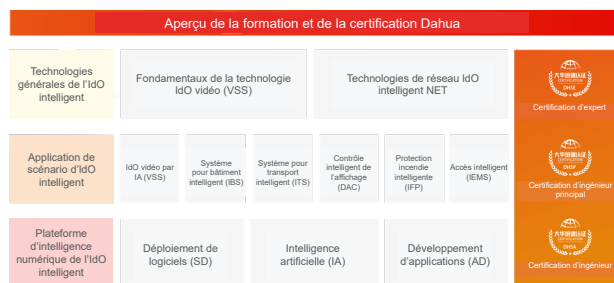 Aperçu de la formation et de la certification Dahua
Technologies
générales de l'IdO
intelligent
Fondamentaux de la technologie
IdO vidéo (VSS)
Technologies de réseau IdO
intelligent NET
DHSE
Certification d'expert
Application de
scénario d'IdO
intelligent
IdO vidéo par
IA (VSS)
Système
pour bâtiment
intelligent (IBS)
Système pour
transport
intelligent (ITS)
Contrôle
intelligent de
l'affichage (DAC)
Protection
incendie
intelligente (IFP)
Accès intelligent
(IEMS)
DHSP
Certification d'ingénieur
principal
Plateforme
d'intelligence
numérique de l'IdO
intelligent
Déploiement de
logiciels (SD)
Intelligence
artificielle (IA)
Développement
d'applications (AD)
DHSA
Certification d'ingénieur